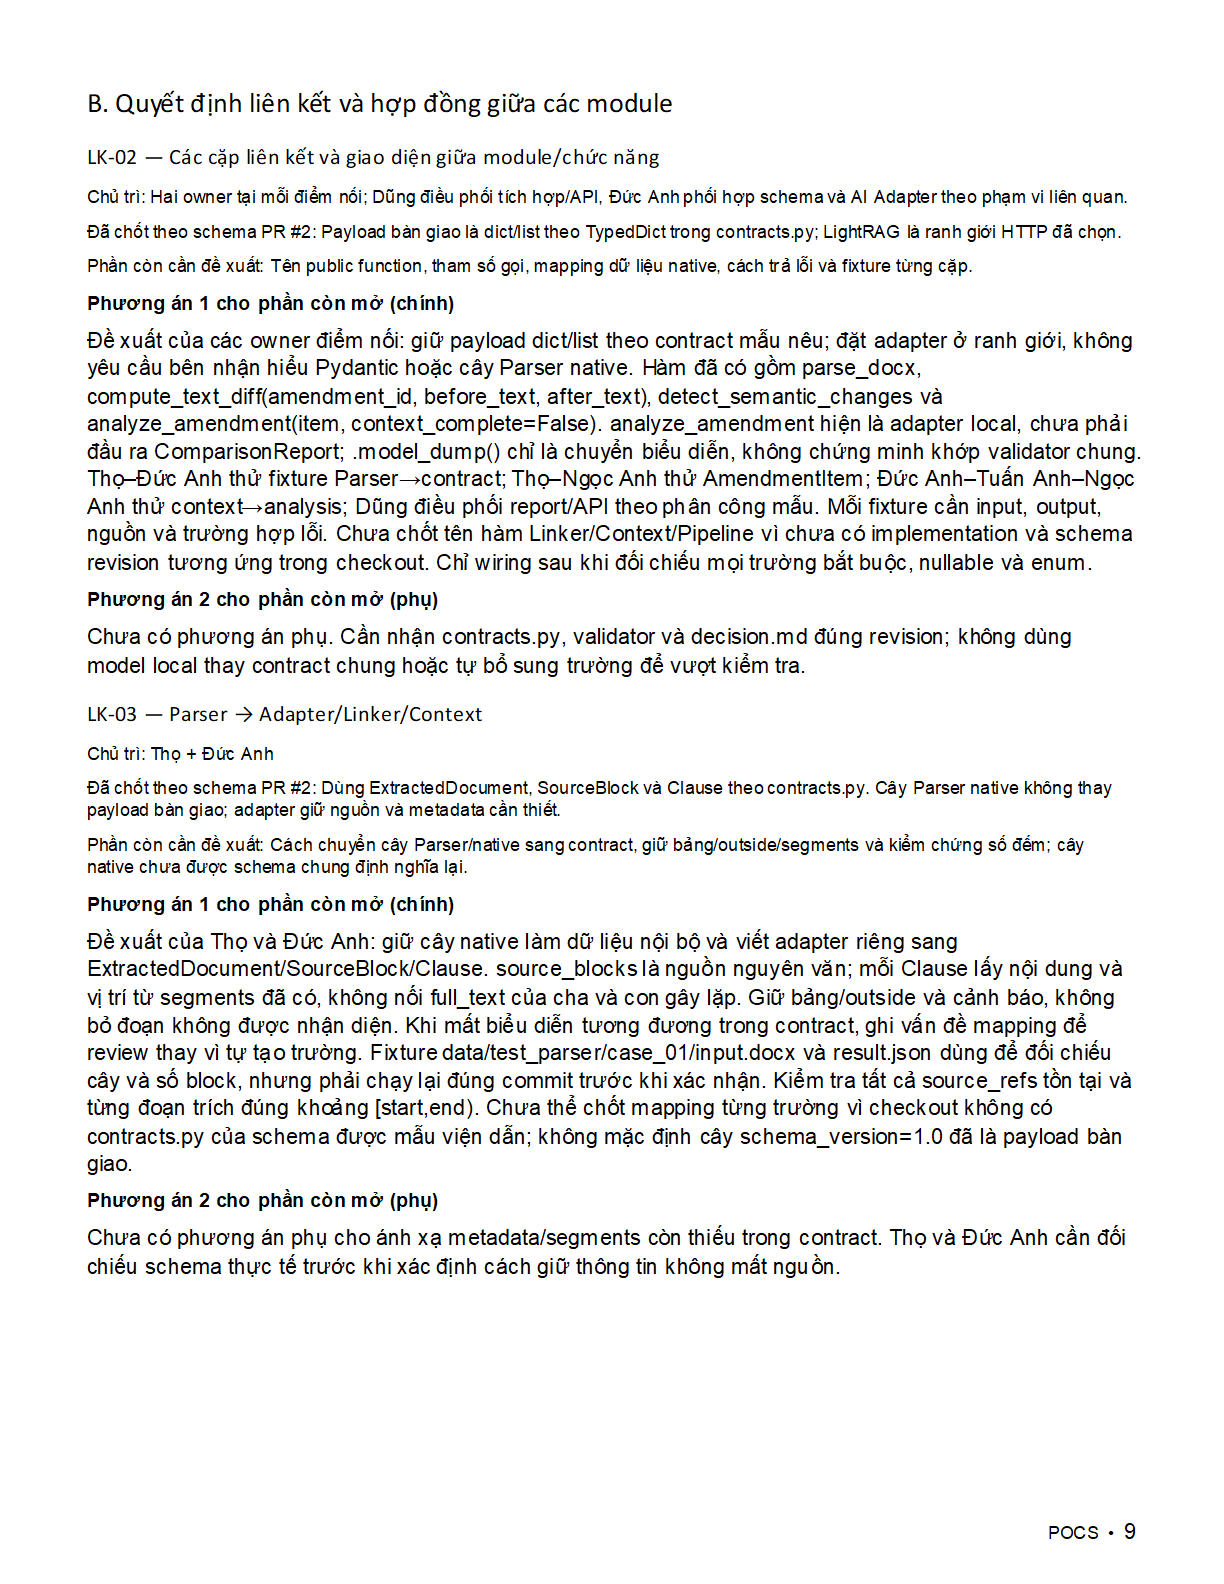 B. Quyết định liên kết và hợp đồng giữa các module
LK-02 — Các cặp liên kết và giao diện giữa module/chức năng
Chủ trì: Hai owner tại mỗi điểm nối; Dũng điều phối tích hợp/API, Đức Anh phối hợp schema và AI Adapter theo phạm vi liên quan.
Đã chốt theo schema PR #2: Payload bàn giao là dict/list theo TypedDict trong contracts.py; LightRAG là ranh giới HTTP đã chọn.
Phần còn cần đề xuất: Tên public function, tham số gọi, mapping dữ liệu native, cách trả lỗi và fixture từng cặp.
Phương án 1 cho phần còn mở (chính)
Đề xuất của các owner điểm nối: giữ payload dict/list theo contract mẫu nêu; đặt adapter ở ranh giới, không
yêu cầu bên nhận hiểu Pydantic hoặc cây Parser native. Hàm đã có gồm parse_docx,
compute_text_diff(amendment_id, before_text, after_text), detect_semantic_changes và
analyze_amendment(item, context_complete=False). analyze_amendment hiện là adapter local, chưa phải
đầu ra ComparisonReport; .model_dump() chỉ là chuyển biểu diễn, không chứng minh khớp validator chung.
Thọ–Đức Anh thử fixture Parser→contract; Thọ–Ngọc Anh thử AmendmentItem; Đức Anh–Tuấn Anh–Ngọc
Anh thử context→analysis; Dũng điều phối report/API theo phân công mẫu. Mỗi fixture cần input, output,
nguồn và trường hợp lỗi. Chưa chốt tên hàm Linker/Context/Pipeline vì chưa có implementation và schema
revision tương ứng trong checkout. Chỉ wiring sau khi đối chiếu mọi trường bắt buộc, nullable và enum.
Phương án 2 cho phần còn mở (phụ)
Chưa có phương án phụ. Cần nhận contracts.py, validator và decision.md đúng revision; không dùng
model local thay contract chung hoặc tự bổ sung trường để vượt kiểm tra.
LK-03 — Parser → Adapter/Linker/Context
Chủ trì: Thọ + Đức Anh
Đã chốt theo schema PR #2: Dùng ExtractedDocument, SourceBlock và Clause theo contracts.py. Cây Parser native không thay
payload bàn giao; adapter giữ nguồn và metadata cần thiết.
Phần còn cần đề xuất: Cách chuyển cây Parser/native sang contract, giữ bảng/outside/segments và kiểm chứng số đếm; cây
native chưa được schema chung định nghĩa lại.
Phương án 1 cho phần còn mở (chính)
Đề xuất của Thọ và Đức Anh: giữ cây native làm dữ liệu nội bộ và viết adapter riêng sang
ExtractedDocument/SourceBlock/Clause. source_blocks là nguồn nguyên văn; mỗi Clause lấy nội dung và
vị trí từ segments đã có, không nối full_text của cha và con gây lặp. Giữ bảng/outside và cảnh báo, không
bỏ đoạn không được nhận diện. Khi mất biểu diễn tương đương trong contract, ghi vấn đề mapping để
review thay vì tự tạo trường. Fixture data/test_parser/case_01/input.docx và result.json dùng để đối chiếu
cây và số block, nhưng phải chạy lại đúng commit trước khi xác nhận. Kiểm tra tất cả source_refs tồn tại và
từng đoạn trích đúng khoảng [start,end). Chưa thể chốt mapping từng trường vì checkout không có
contracts.py của schema được mẫu viện dẫn; không mặc định cây schema_version=1.0 đã là payload bàn
giao.
Phương án 2 cho phần còn mở (phụ)
Chưa có phương án phụ cho ánh xạ metadata/segments còn thiếu trong contract. Thọ và Đức Anh cần đối
chiếu schema thực tế trước khi xác định cách giữ thông tin không mất nguồn.
POCS • 9